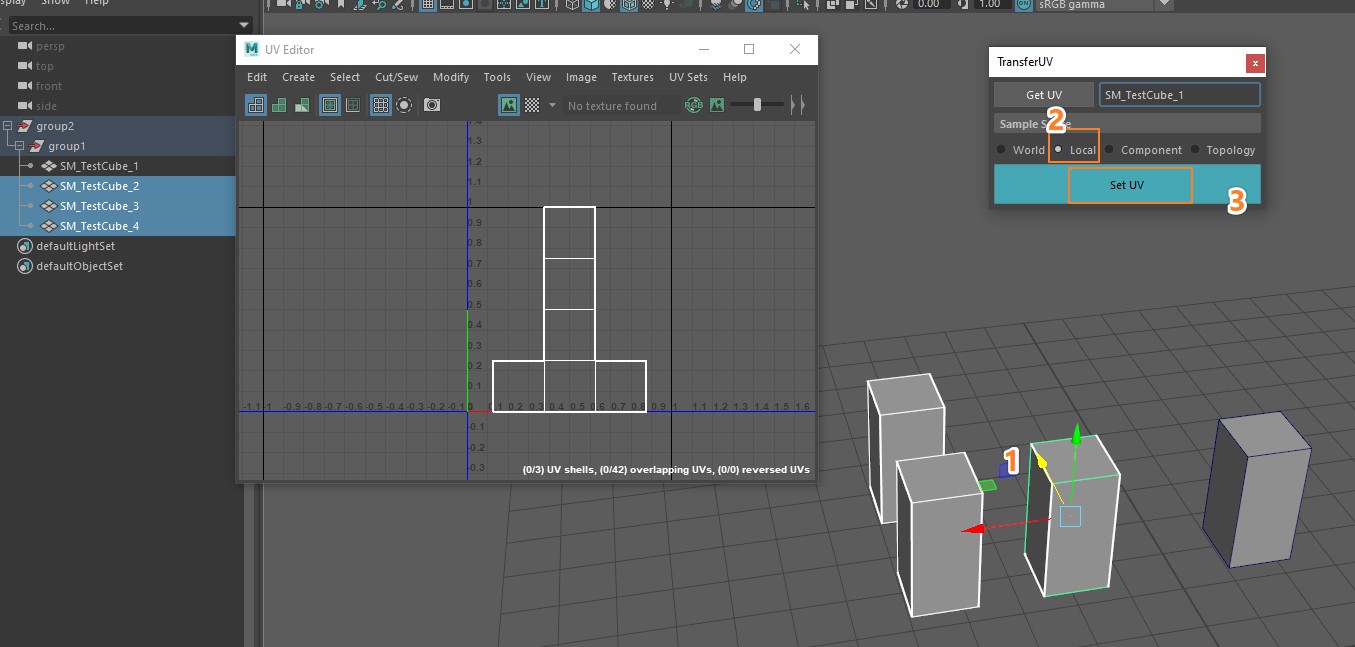 splay Show Help
0.00 1.00 sRGB gamma
Search...
persp
top
front
side
group2
group1
SM_TestCube_1
SM_TestCube_2
SM_TestCube_3
SM_TestCube_4
defaultLightSet
defaultObjectSet
M UV Editor
Edit Create Select Cut/Sew Modify Tools View Image Textures UV Sets Help
No texture found
1.3
1.1
1
0.9
0.8
0.7
0.6
0.5
0.4
0.3
0.2
0.1
-1.1 -1 -0.9 -0.8 -0.7 -0.6 -0.5 -0.4 -0.3 -0.2 -0.1 0 0.1 0.2 0.3 0.4 0.5 0.6 0.7 0.8 0.9 1 1.1 1.2 1.3 1.4 1.5 1.6
-0.1
-0.2
-0.3
(0/3) UV shells, (0/42) overlapping UVs, (0/0) reversed UVs
TransferUV
x
Get UV SM_TestCube_1
Sample
2
World Local Component Topology
Set UV
3
1